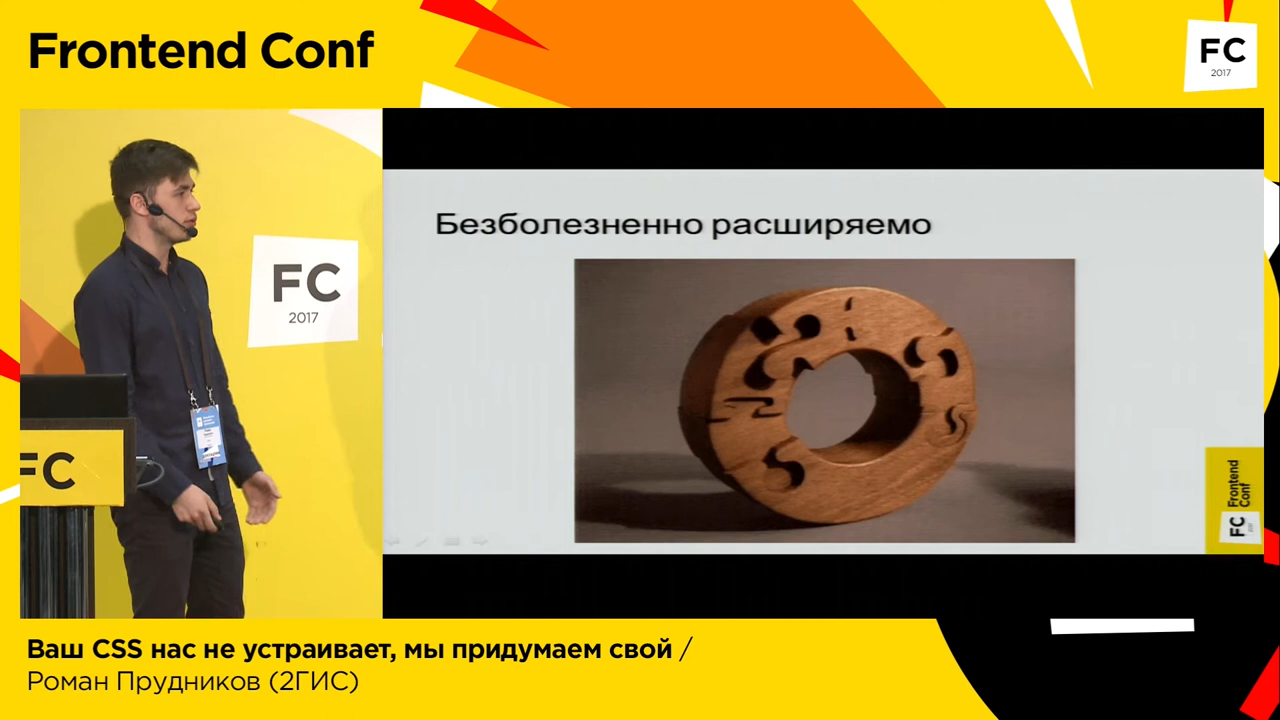 Frontend Conf
FC
2017
Безболезненно расширяемо
FC
2017
FC
Frontend
Conf
FC
Ваш CSS нас не устраивает, мы придумаем свой /
Роман Прудников (2ГИС)